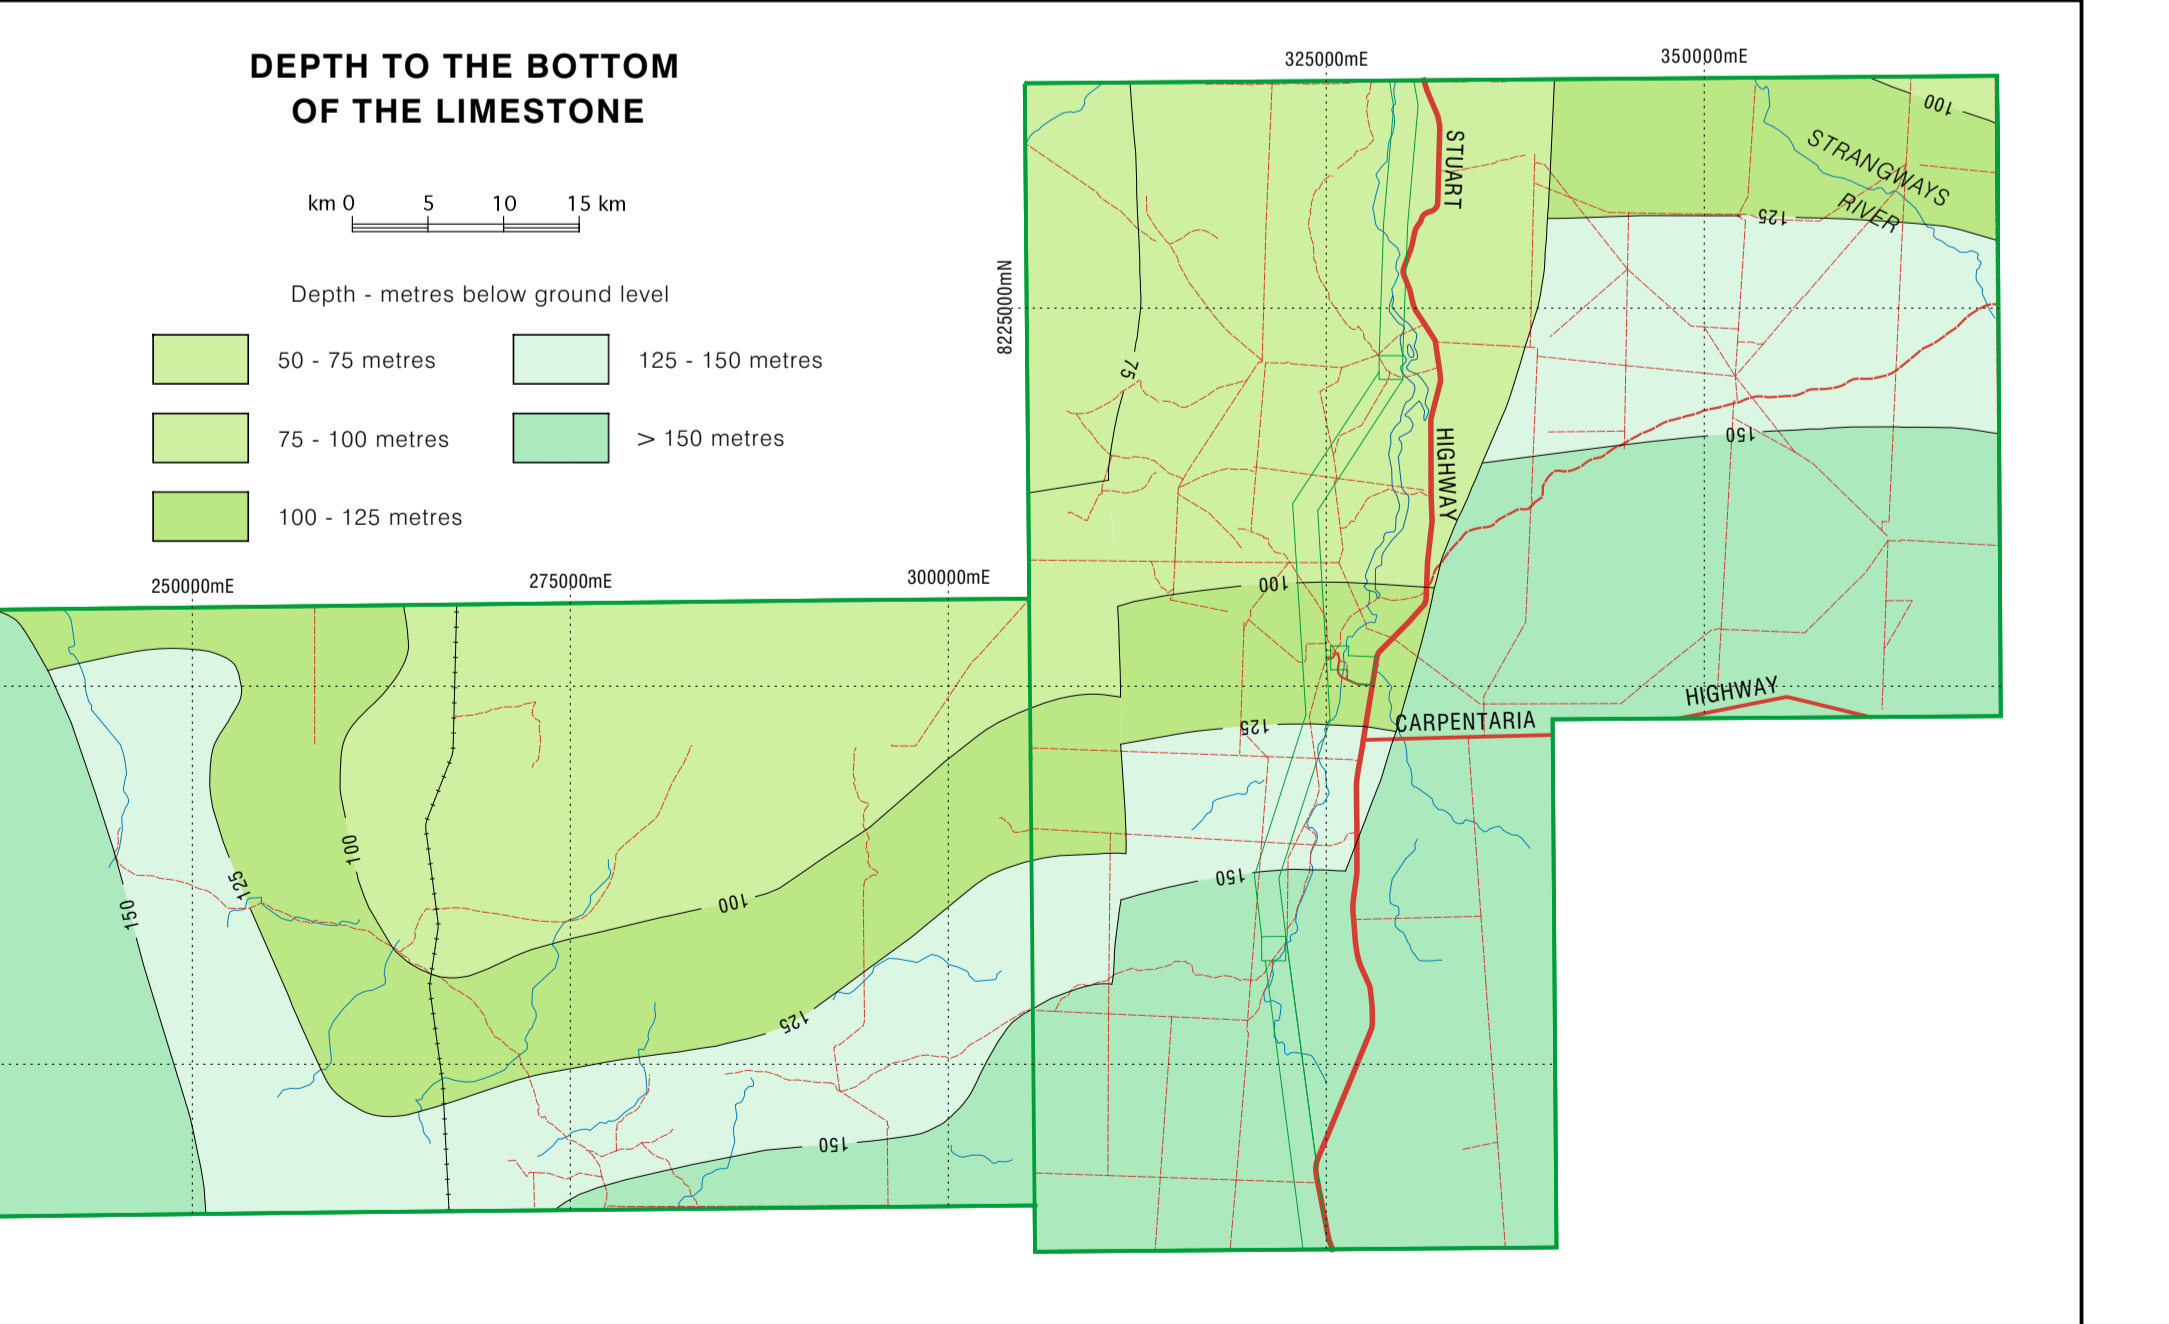 DEPTH TO THE BOTTOM
OF THE LIMESTONE
km 0 5 10 15 km
Depth - metres below ground level
50 - 75 metres
75 - 100 metres
100 - 125 metres
125 - 150 metres
> 150 metres
325000mE
350000mE
8225000mN
250000mE
275000mE
300000mE
STUART
HIGHWAY
STRANGWAYS
RIVER
CARPENTARIA
HIGHWAY
100
125
150
75
100
125
150
100
125
150
100
125
150